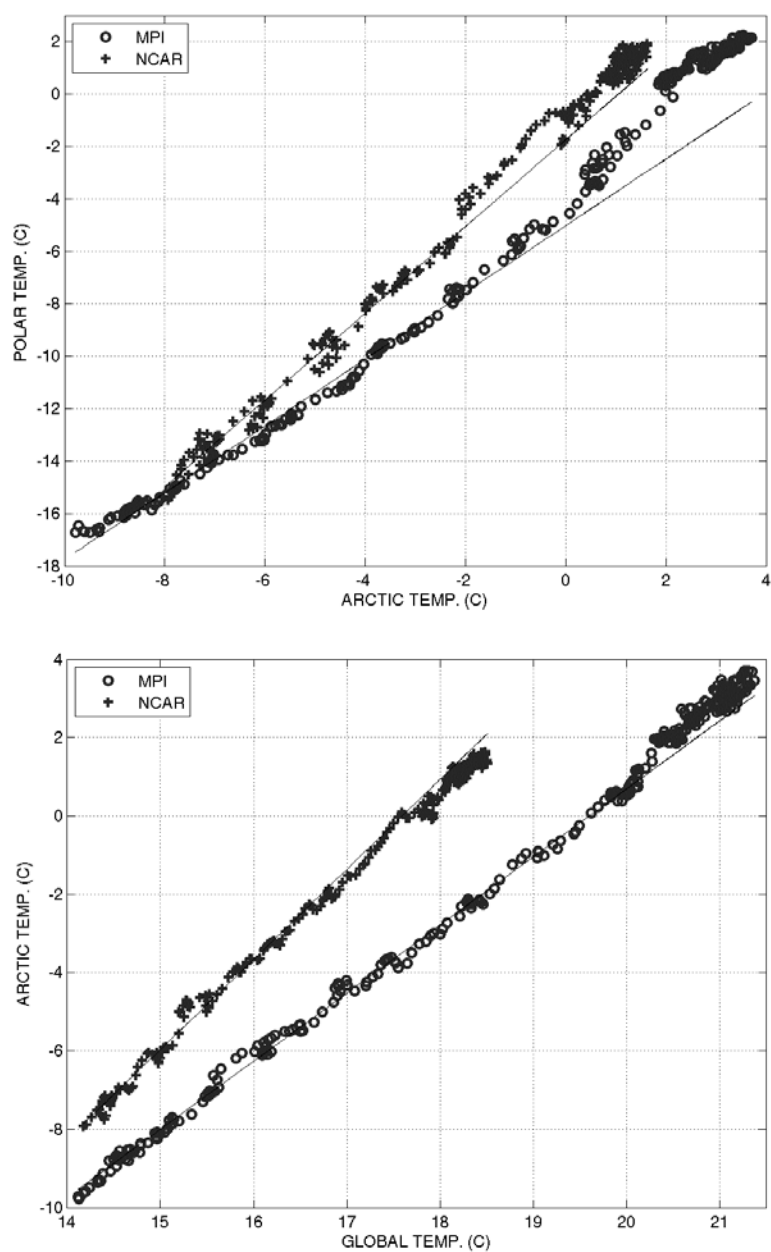 MPI
NCAR
2
0
-2
-4
-6
-8
-10
-12
-14
-16
-18
POLAR TEMP. (C)
-10 -8 -6 -4 -2 0 2 4
ARCTIC TEMP. (C)
MPI
NCAR
4
2
0
-2
-4
-6
-8
-10
ARCTIC TEMP. (C)
14 15 16 17 18 19 20 21
GLOBAL TEMP. (C)